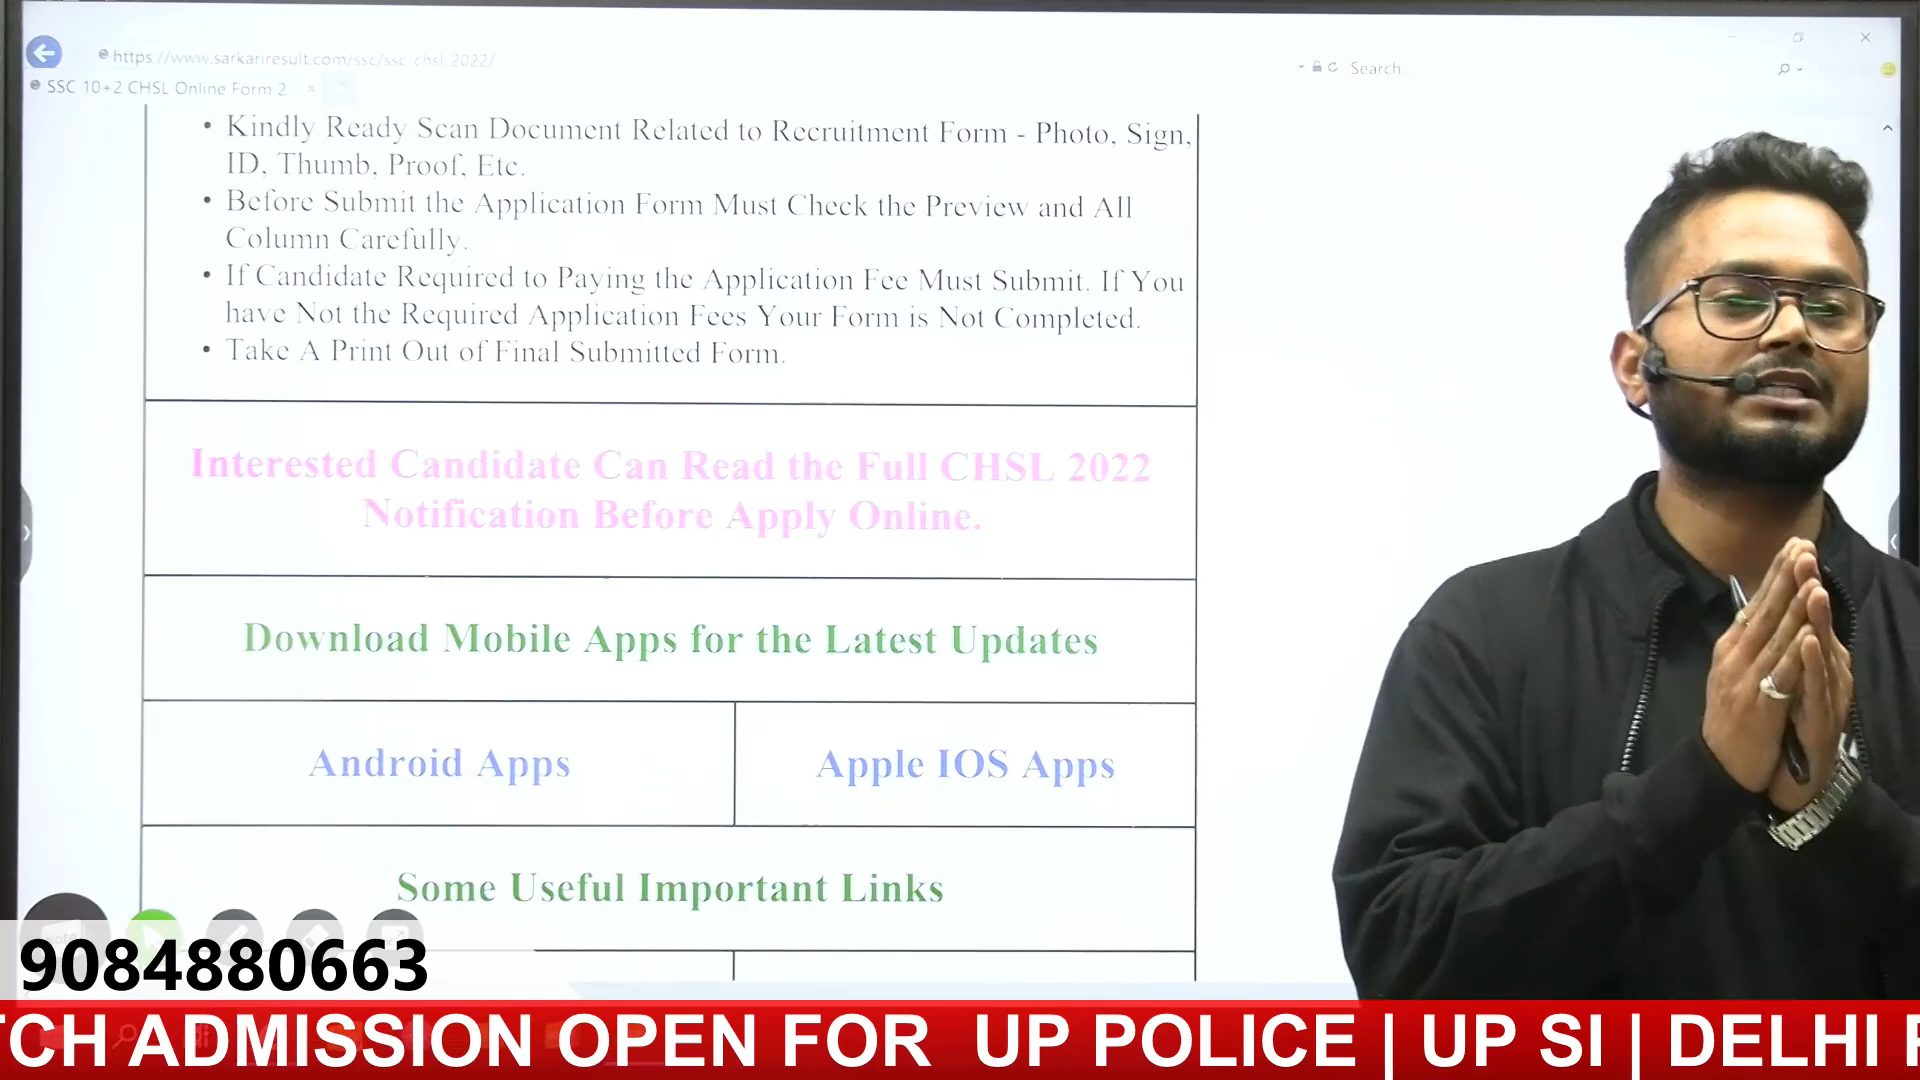 https://www.sarkariresult.com/ssc/ssc-chsl-2022/
Search.
SSC 10+2 CHSL Online Form 2
• Kindly Ready Scan Document Related to Recruitment Form - Photo, Sign,
ID, Thumb, Proof, Etc.
• Before Submit the Application Form Must Check the Preview and All
Column Carefully.
• If Candidate Required to Paying the Application Fee Must Submit. If You
have Not the Required Application Fees Your Form is Not Completed.
• Take A Print Out of Final Submitted Form.
Interested Candidate Can Read the Full CHSL 2022
Notification Before Apply Online.
Download Mobile Apps for the Latest Updates
Android Apps
Apple IOS Apps
Some Useful Important Links
9084880663
TCH ADMISSION OPEN FOR UP POLICE | UP SI | DELHI